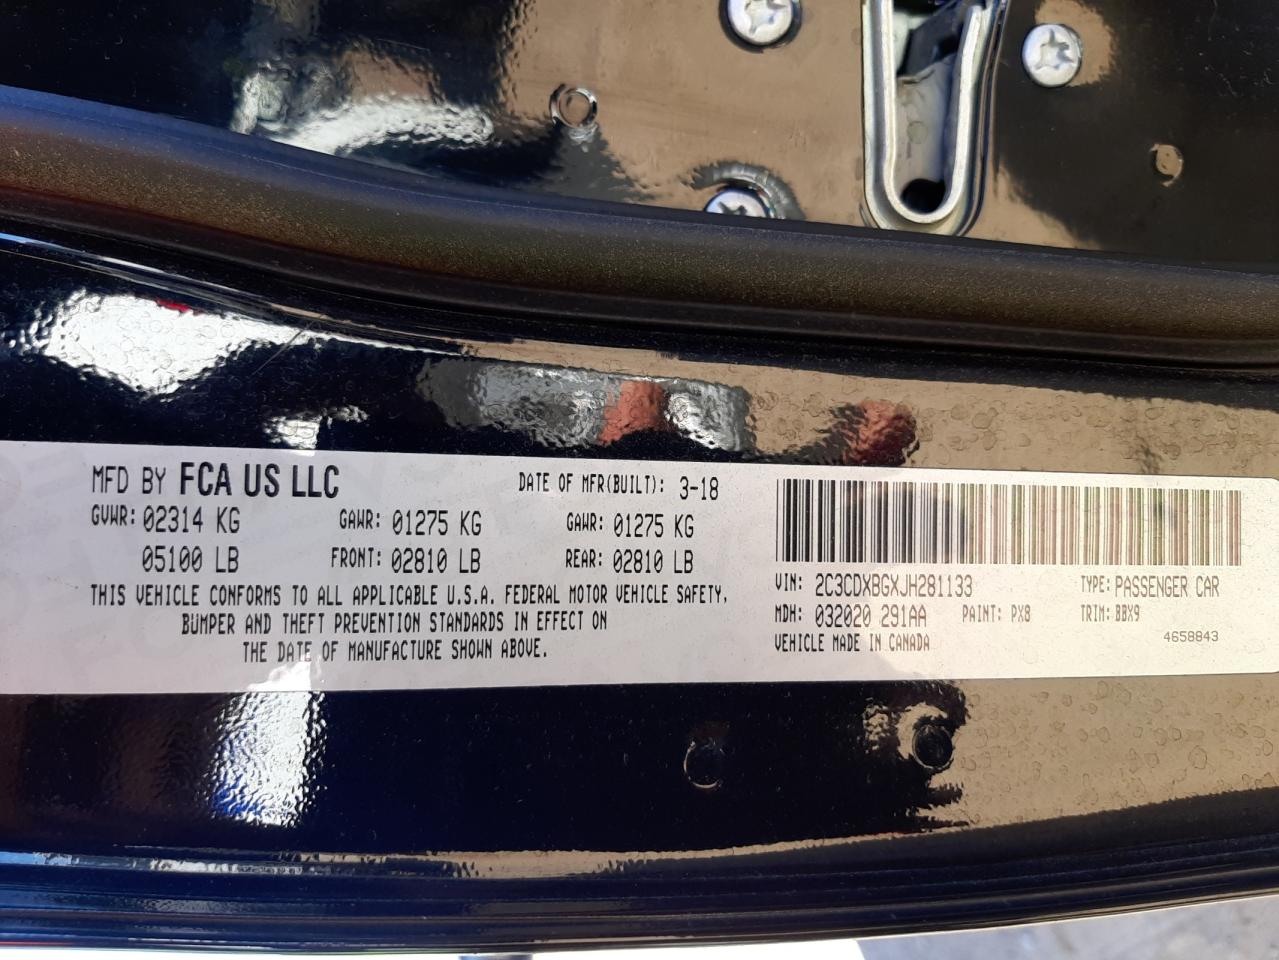 MFD BY FCA US LLC DATE OF MFR(BUILT): 3-18
GVWR: 02314 KG GAWR: 01275 KG GAWR: 01275 KG
05100 LB FRONT: 02810 LB REAR: 02810 LB
THIS VEHICLE CONFORMS TO ALL APPLICABLE U.S.A. FEDERAL MOTOR VEHICLE SAFETY,
BUMPER AND THEFT PREVENTION STANDARDS IN EFFECT ON
THE DATE OF MANUFACTURE SHOWN ABOVE.
VIN: 2C3CDXBGXJH281133 TYPE: PASSENGER CAR
MDH: 032020 291AA PAINT: PX8 TRIM: BBX9
VEHICLE MADE IN CANADA 4658843